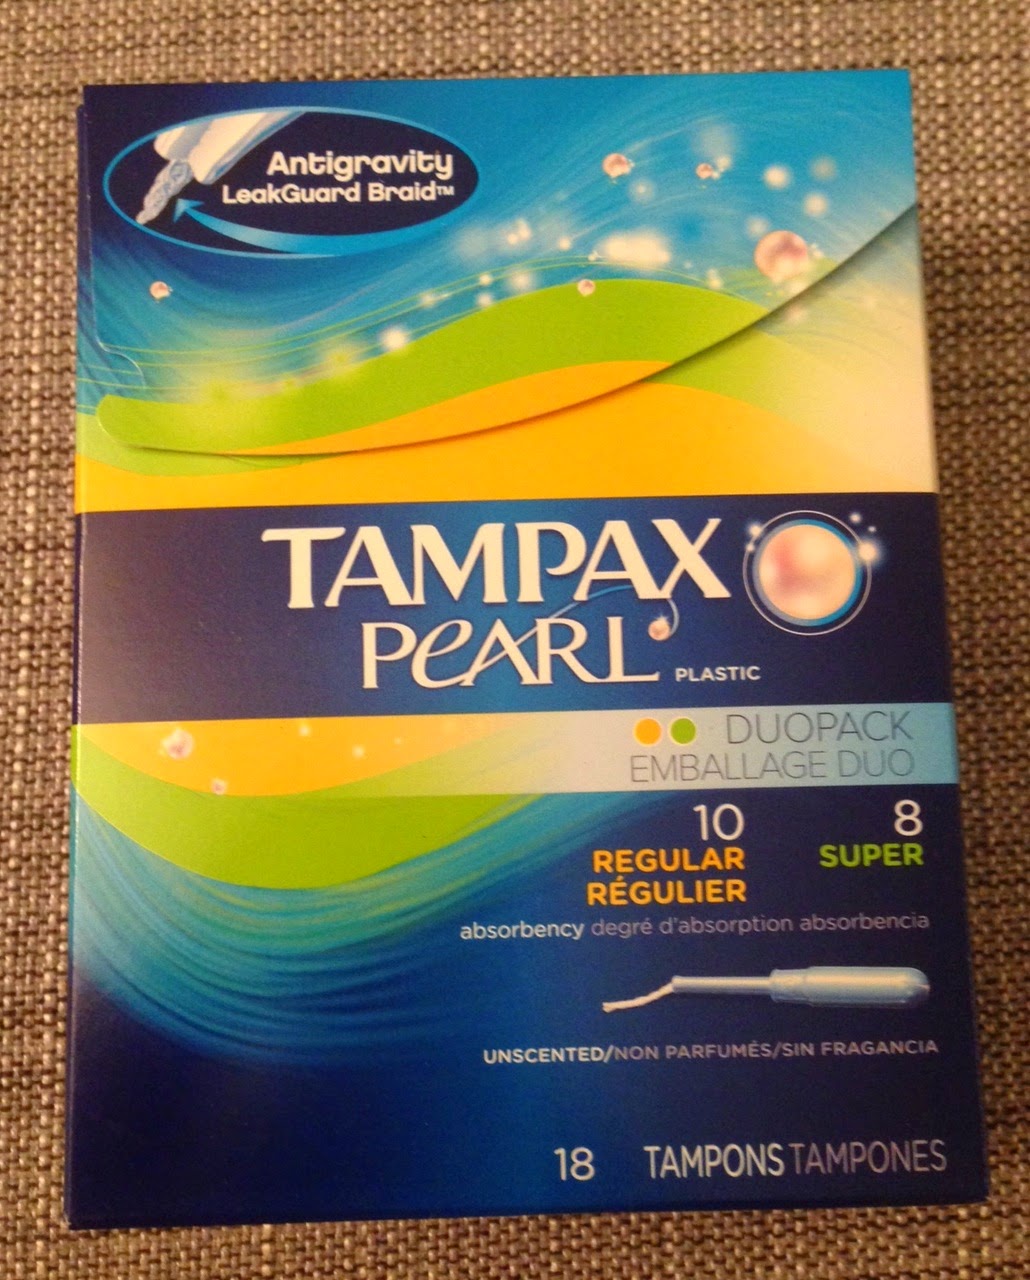 Antigravity
LeakGuard Braid™
TAMPAX
PEARL
PLASTIC
DUOPACK
EMBALLAGE DUO
10 8
REGULAR SUPER
RÉGULIER
absorbency degré d'absorption absorbencia
UNSCENTED/NON PARFUMÉS/SIN FRAGANCIA
18 TAMPONS TAMPONES